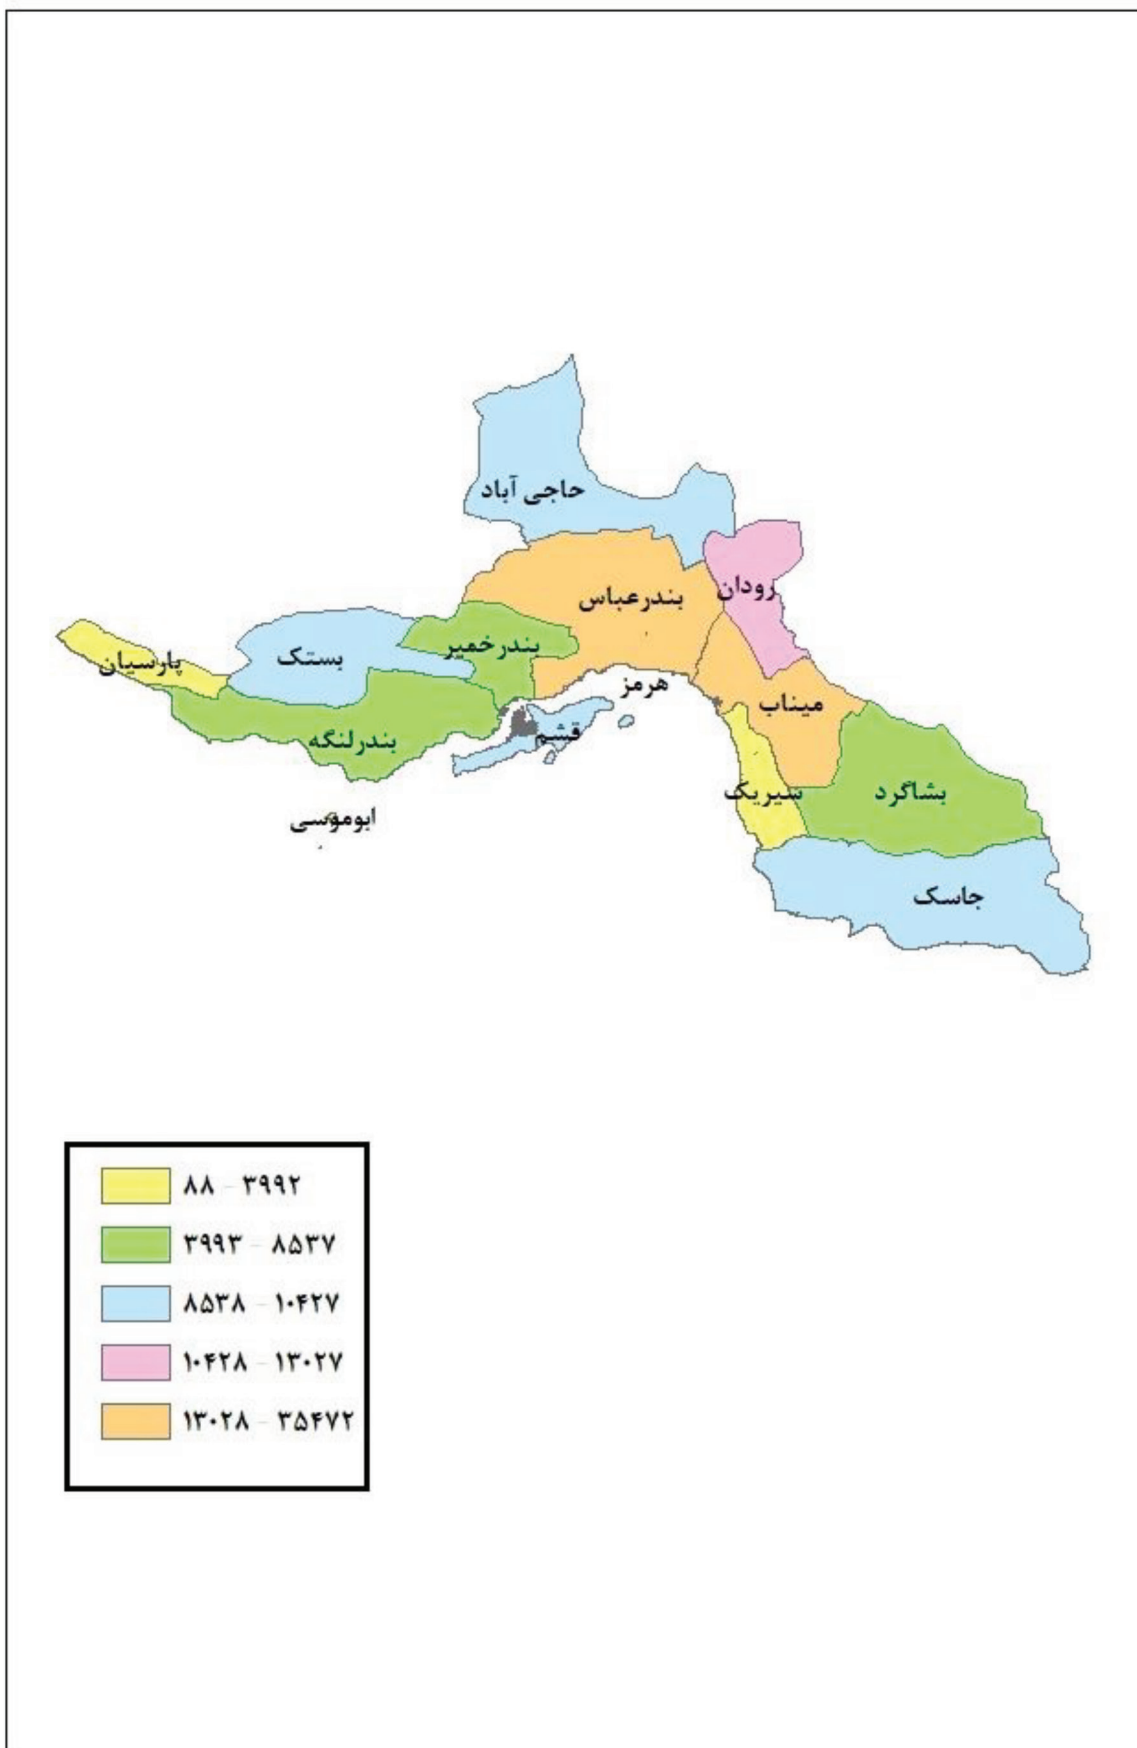 حاجی آباد
رودان
بندرعباس
بندرخمیر
بستک
پارسیان
هرمز
میناب
قشم
بندرلنگه
سیریک
بشاگرد
ابوموسی
جاسک
۸۸ - ۳۹۹۲
۳۹۹۳ - ۸۵۳۷
۸۵۳۸ - ۱۰۴۲۷
۱۰۴۲۸ - ۱۳۰۲۷
۱۳۰۲۸ - ۳۵۴۷۲